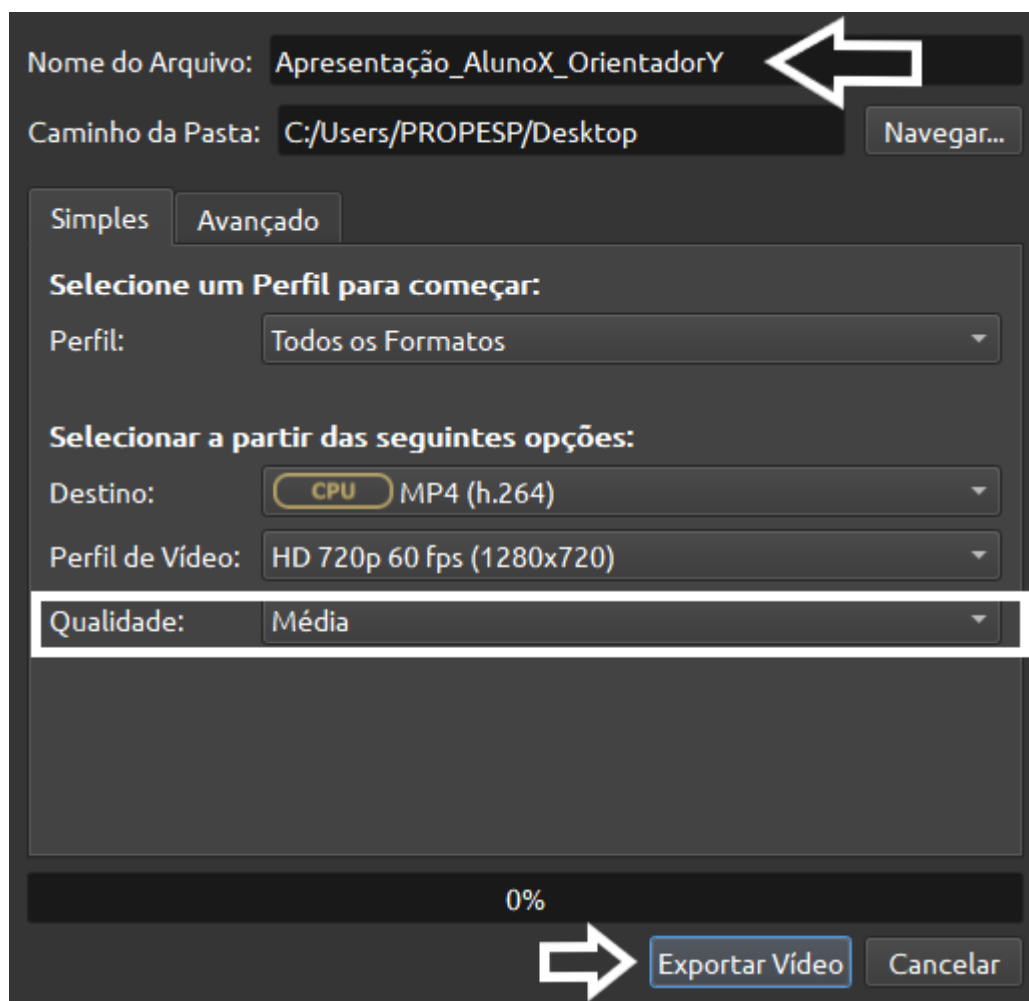 Nome do Arquivo: Apresentação_AlunoX_OrientadorY
Caminho da Pasta: C:/Users/PROPESP/Desktop Navegar...
Simples Avançado
Selecione um Perfil para começar:
Perfil: Todos os Formatos
Selecionar a partir das seguintes opções:
Destino: CPU MP4 (h.264)
Perfil de Vídeo: HD 720p 60 fps (1280x720)
Qualidade: Média
0%
Exportar Vídeo Cancelar